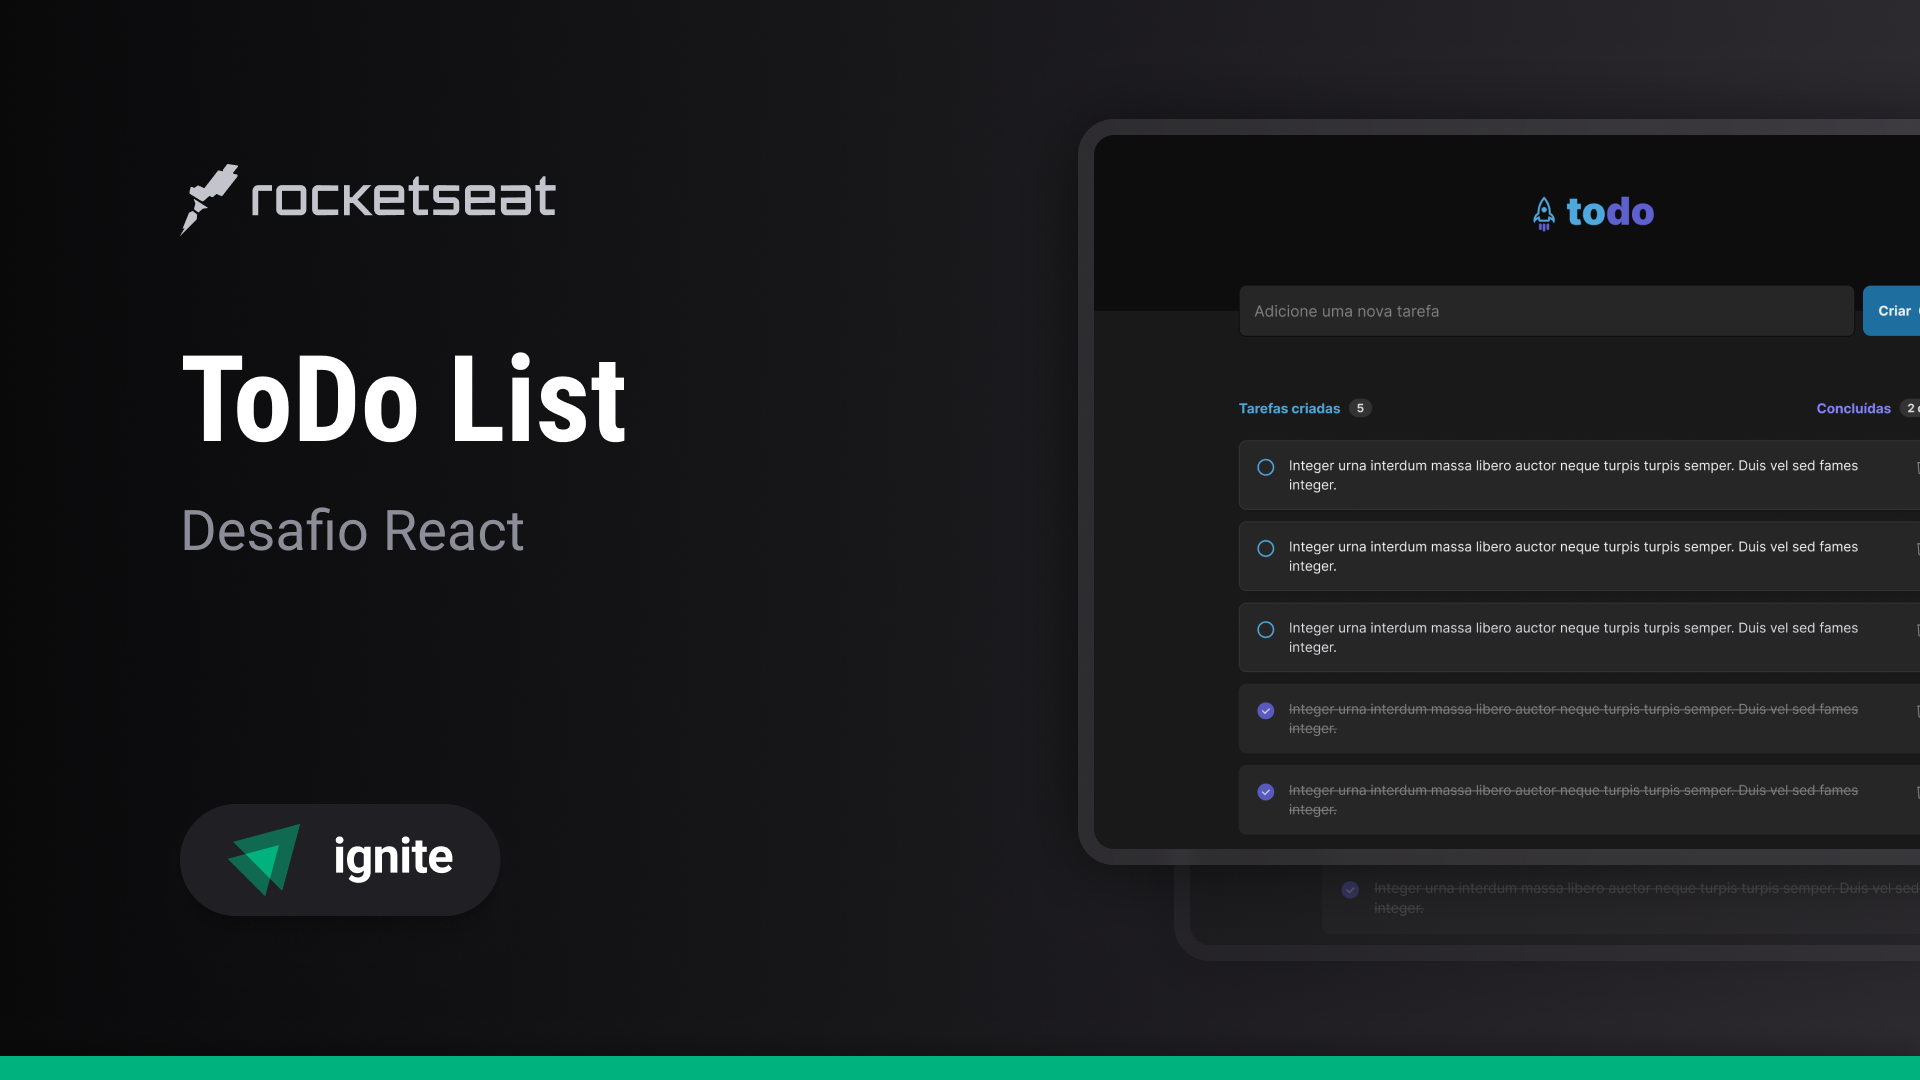 rocketseat
ToDo List
Desafio React
ignite
todo
Adicione uma nova tarefa
Criar
Tarefas criadas 5
Concluídas 2
Integer urna interdum massa libero auctor neque turpis turpis semper. Duis vel sed fames
integer.
Integer urna interdum massa libero auctor neque turpis turpis semper. Duis vel sed fames
integer.
Integer urna interdum massa libero auctor neque turpis turpis semper. Duis vel sed fames
integer.
Integer urna interdum massa libero auctor neque turpis turpis semper. Duis vel sed fames
integer.
Integer urna interdum massa libero auctor neque turpis turpis semper. Duis vel sed fames
integer.
Integer urna interdum massa libero auctor neque turpis turpis semper. Duis vel sed
integer.